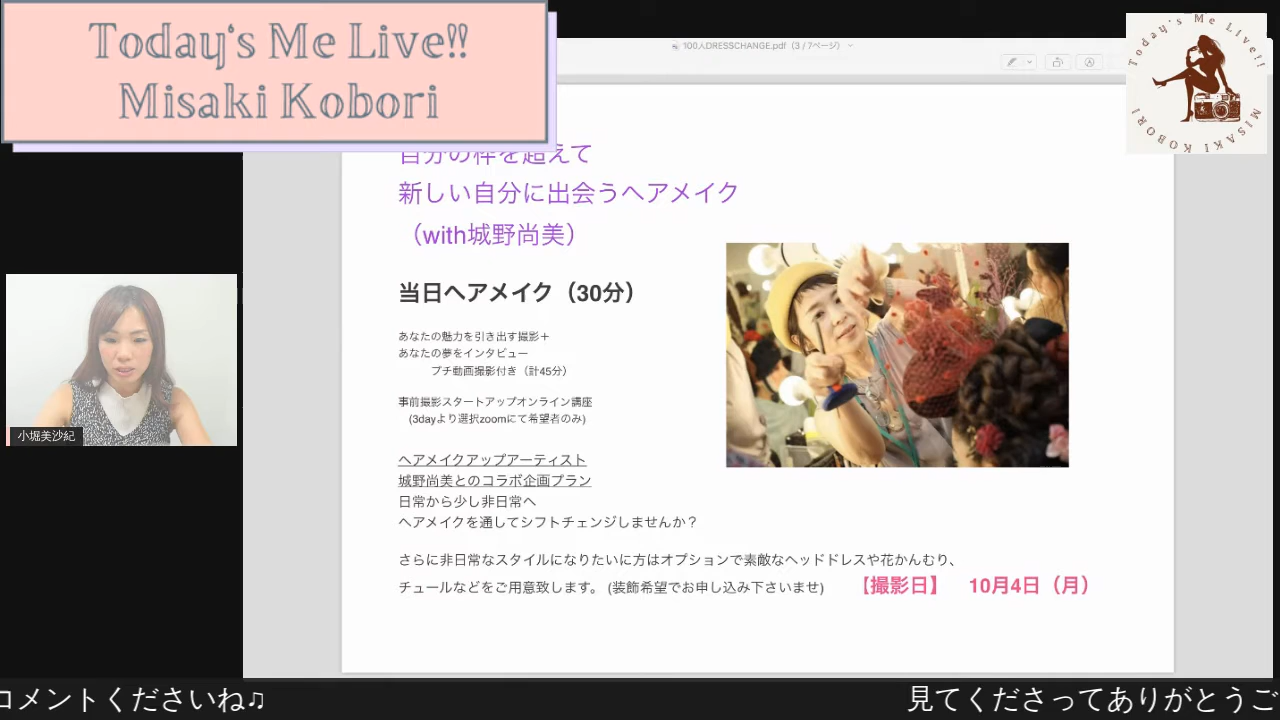 Today's Me Live!!
Misaki Kobori
100人DRESSCHANGE.pdf（3 / 7ページ）
Today's Me Live!!
MISAKI KOBORI
自分の枠を超えて
新しい自分に出会うヘアメイク
（with城野尚美）
当日ヘアメイク（30分）
あなたの魅力を引き出す撮影＋
あなたの夢をインタビュー
プチ動画撮影付き（計45分）
事前撮影スタートアップオンライン講座
(3dayより選択zoomにて希望者のみ)
ヘアメイクアップアーティスト
城野尚美とのコラボ企画プラン
日常から少し非日常へ
ヘアメイクを通してシフトチェンジしませんか？
さらに非日常なスタイルになりたいに方はオプションで素敵なヘッドドレスや花かんむり、
チュールなどをご用意致します。 (装飾希望でお申し込み下さいませ)
【撮影日】 10月4日（月）
小堀美沙紀
コメントくださいね♫
見てくださってありがとうご